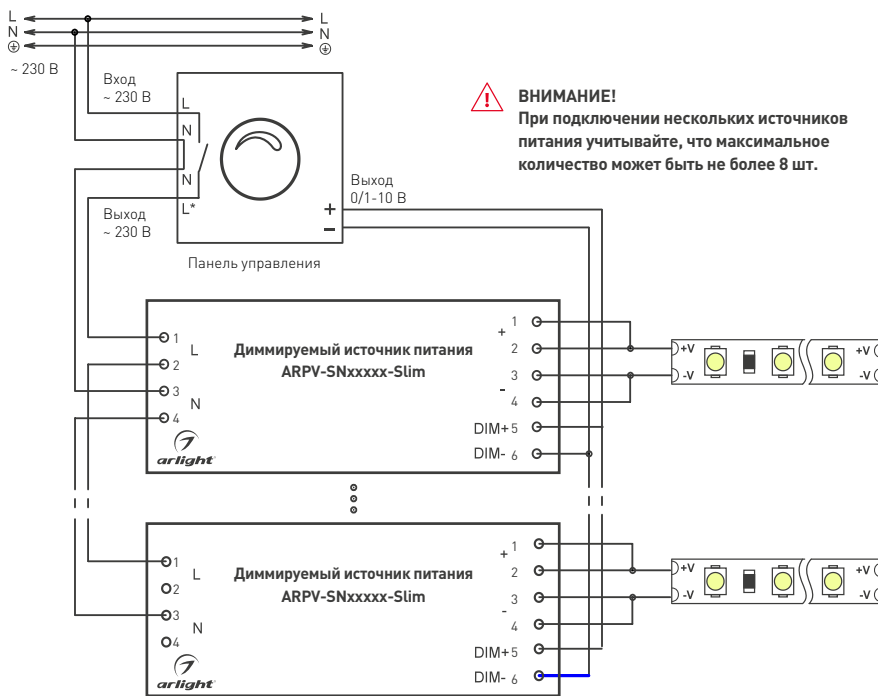 L
N
L
N
~ 230 В
Вход
~ 230 В
L
N
N
L*
Выход
~ 230 В
+
−
Выход
0/1-10 В
Панель управления
ВНИМАНИЕ!
При подключении нескольких источников
питания учитывайте, что максимальное
количество может быть не более 8 шт.
1
L
2
3
N
4
Диммируемый источник питания
ARPV-SNxxxxx-Slim
arlight
1
+
2
3
-
4
DIM+ 5
DIM- 6
+V
-V
+V
-V
1
L
2
3
N
4
Диммируемый источник питания
ARPV-SNxxxxx-Slim
arlight
1
+
2
3
-
4
DIM+ 5
DIM- 6
+V
-V
+V
-V